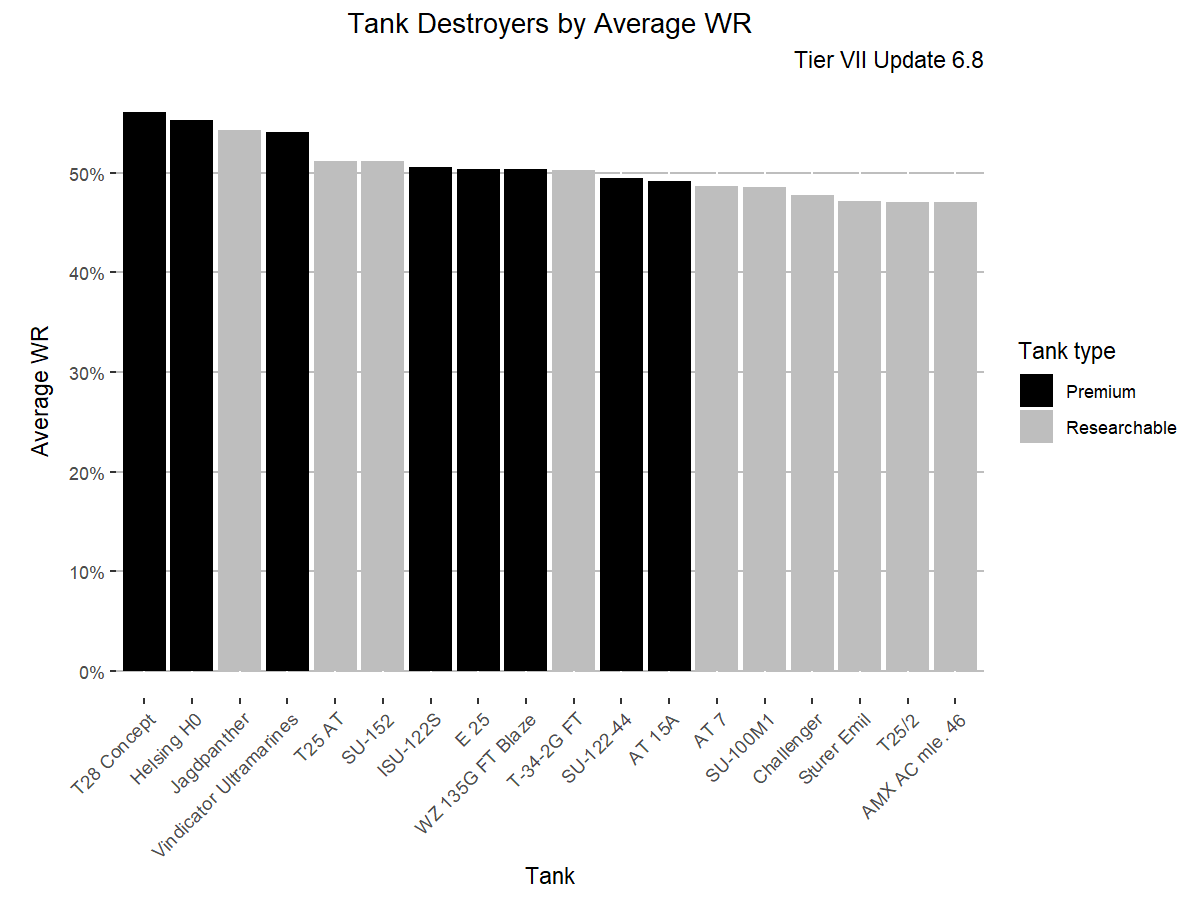 Tank Destroyers by Average WR
Tier VII Update 6.8
Average WR
50%
40%
30%
20%
10%
0%
T28 Concept
Helsing H0
Jagdpanther
Vindicator Ultramarines
T25 AT
SU-152
ISU-122S
E 25
WZ 135G FT Blaze
T-34-2G FT
SU-122-44
AT 15A
AT 7
SU-100M1
Challenger
Sturer Emil
T25/2
AMX AC mle. 46
Tank
Tank type
Premium
Researchable